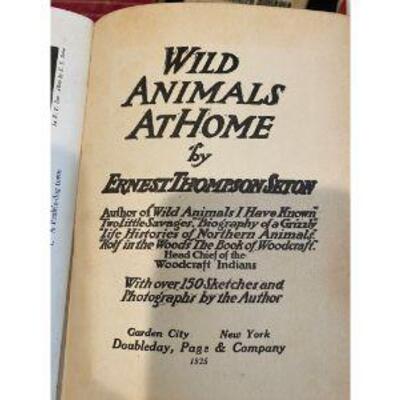 WILD
ANIMALS
AT HOME
by
ERNEST THOMPSON SETON
Author of "Wild Animals I Have Known"
Two Little Savages, Biography of a Grizzly
Life Histories of Northern Animals,
Rolf in the Woods The Book of Woodcraft.
Head Chief of the
Woodcraft Indians
With over 150 Sketches and
Photographs by the Author
Garden City New York
Doubleday, Page & Company
1925